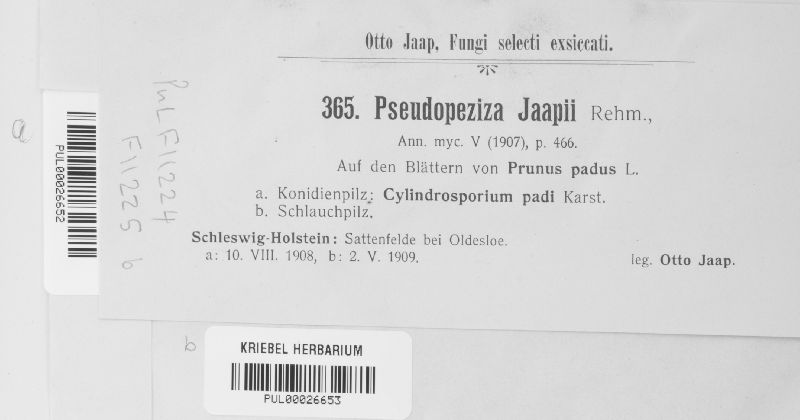 Otto Jaap, Fungi selecti exsiccati.
365. Pseudopeziza Jaapii Rehm.,
Ann. myc. V (1907), p. 466.
Auf den Blättern von Prunus padus L.
a. Konidienpilz: Cylindrosporium padi Karst.
b. Schlauchpilz.
Schleswig-Holstein: Sattenfelde bei Oldesloe.
a: 10. VIII. 1908, b: 2. V. 1909.
leg. Otto Jaap.
PUL F11224
F11225 b
a
PUL00026652
b
KRIEBEL HERBARIUM
PUL00026653